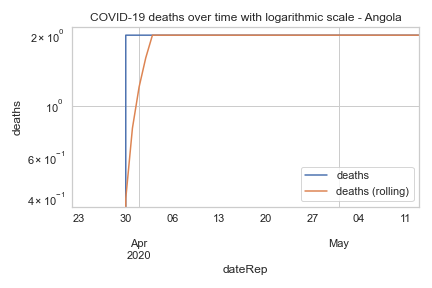 COVID-19 deaths over time with logarithmic scale - Angola
2 × 10⁰
10⁰
6 × 10⁻¹
4 × 10⁻¹
deaths
deaths
deaths (rolling)
23 30 06 13 20 27 04 11
Apr May
2020
dateRep